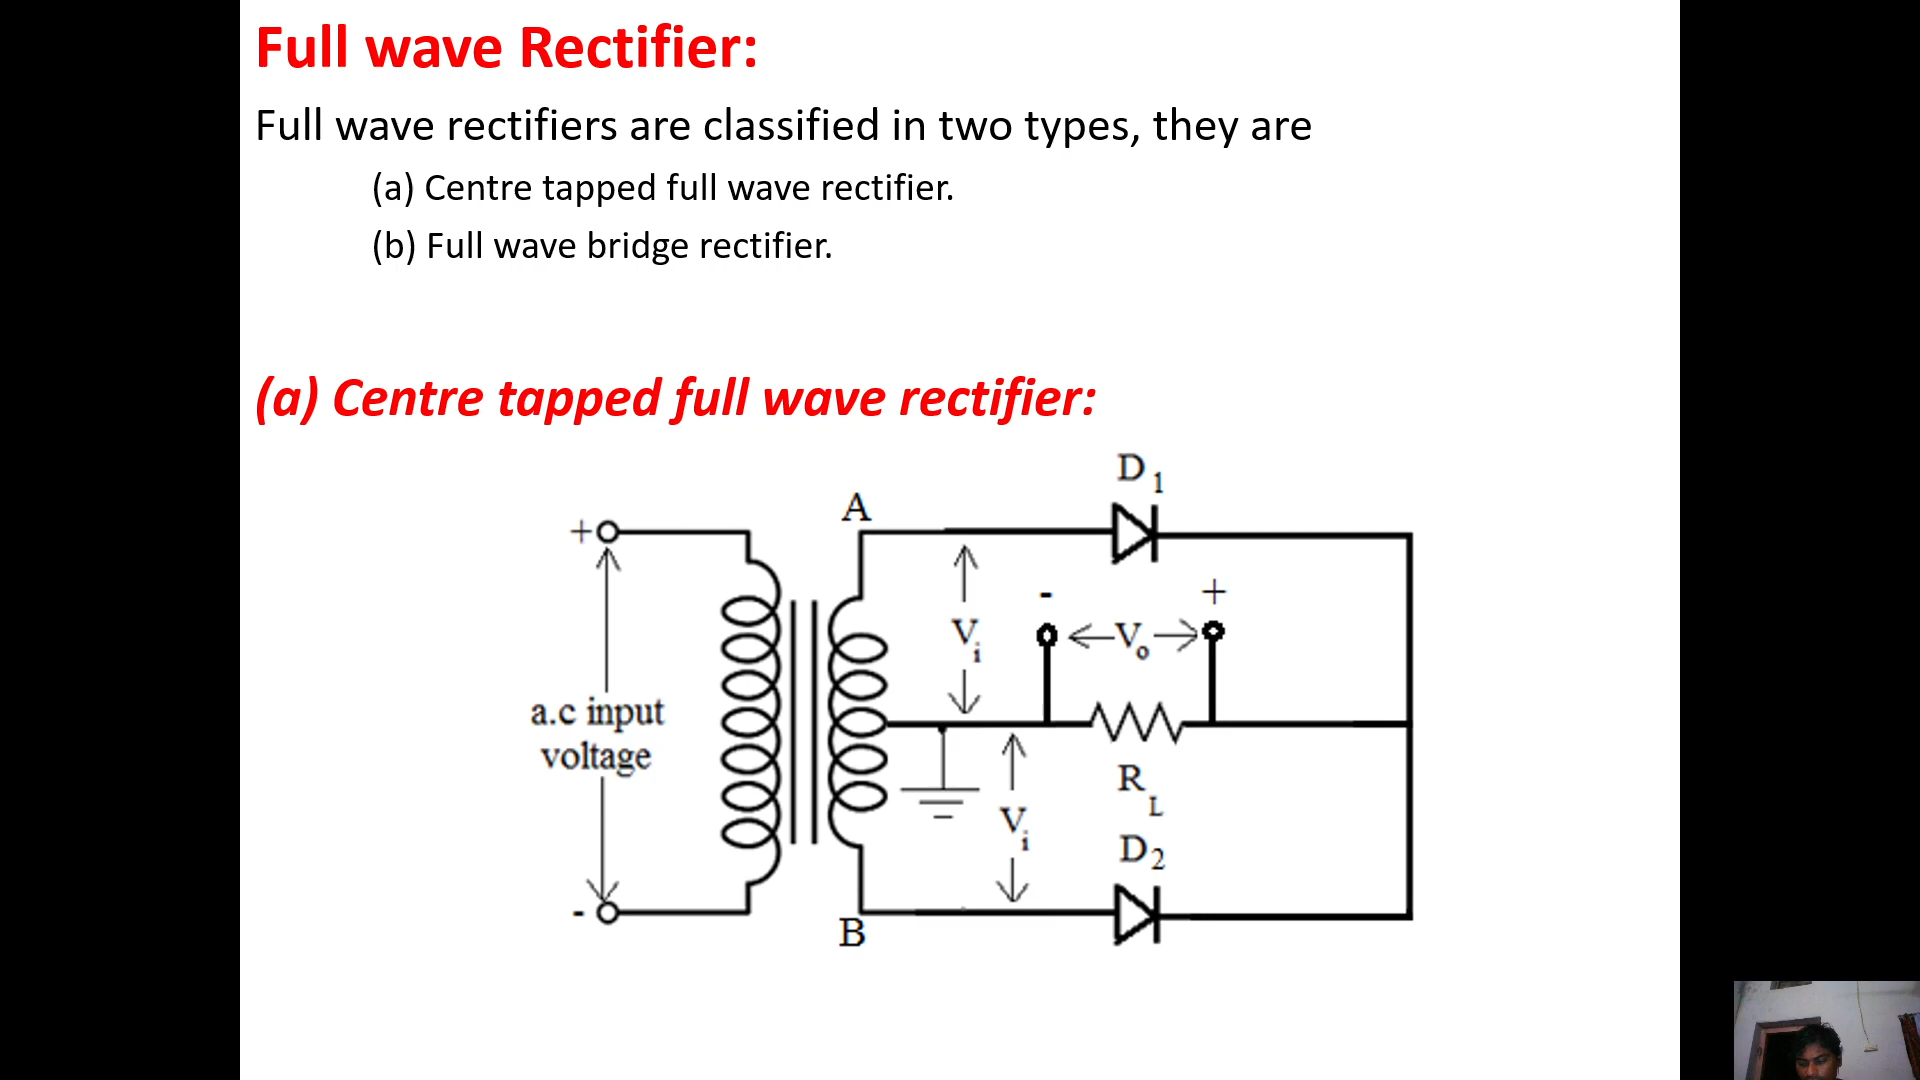 Full wave Rectifier:
Full wave rectifiers are classified in two types, they are
(a) Centre tapped full wave rectifier.
(b) Full wave bridge rectifier.
(a) Centre tapped full wave rectifier:
D1
A
+
- +
Vi
Vo
a.c input
voltage
RL
Vi
D2
-
B